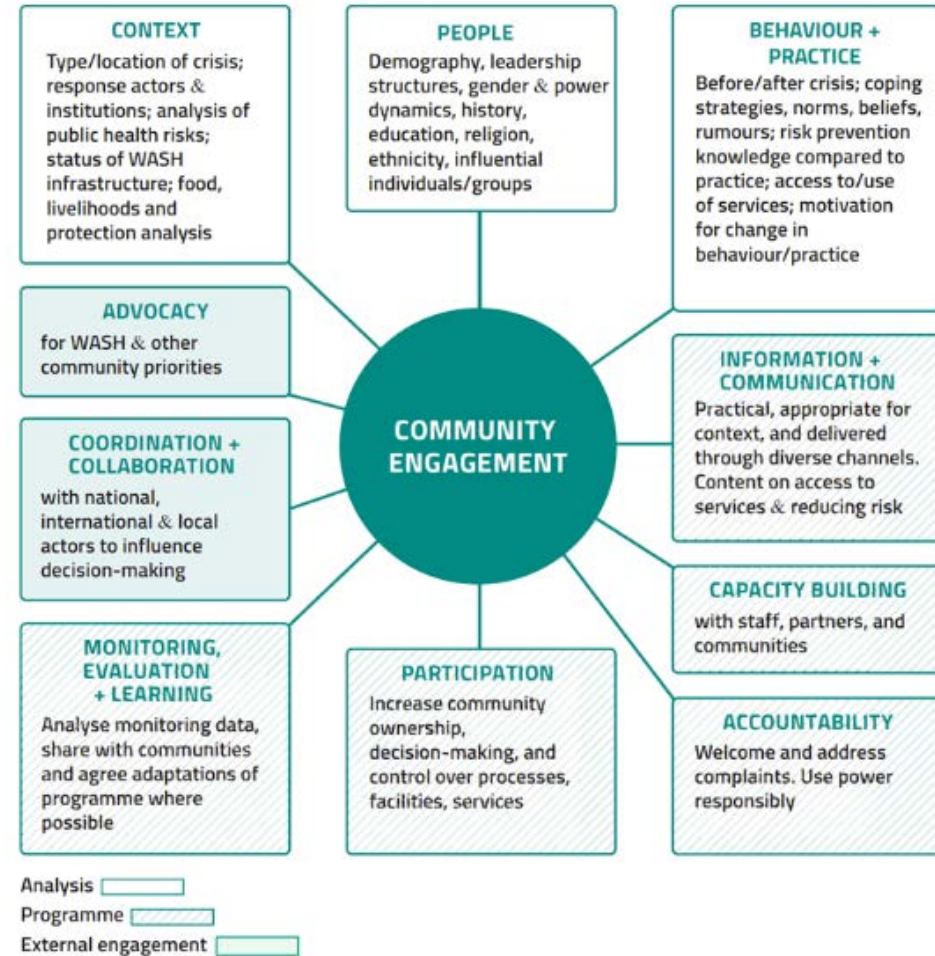 CONTEXT
Type/location of crisis;
response actors &
institutions; analysis of
public health risks;
status of WASH
infrastructure; food,
livelihoods and
protection analysis
PEOPLE
Demography, leadership
structures, gender & power
dynamics, history,
education, religion,
ethnicity, influential
individuals/groups
BEHAVIOUR +
PRACTICE
Before/after crisis; coping
strategies, norms, beliefs,
rumours; risk prevention
knowledge compared to
practice; access to/use
of services; motivation
for change in
behaviour/practice
ADVOCACY
for WASH & other
community priorities
COMMUNITY
ENGAGEMENT
INFORMATION +
COMMUNICATION
Practical, appropriate for
context, and delivered
through diverse channels.
Content on access to
services & reducing risk
COORDINATION +
COLLABORATION
with national,
international & local
actors to influence
decision-making
CAPACITY BUILDING
with staff, partners, and
communities
MONITORING,
EVALUATION
+ LEARNING
Analyse monitoring data,
share with communities
and agree adaptations of
programme where
possible
PARTICIPATION
Increase community
ownership,
decision-making, and
control over processes,
facilities, services
ACCOUNTABILITY
Welcome and address
complaints. Use power
responsibly
Analysis
Programme
External engagement